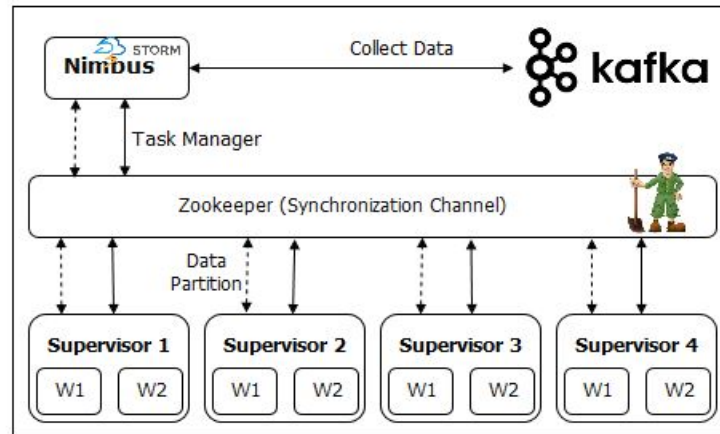 STORM
Nimbus
Collect Data
kafka
Task Manager
Zookeeper (Synchronization Channel)
Data
Partition
Supervisor 1
Supervisor 2
Supervisor 3
Supervisor 4
W1
W2
W1
W2
W1
W2
W1
W2